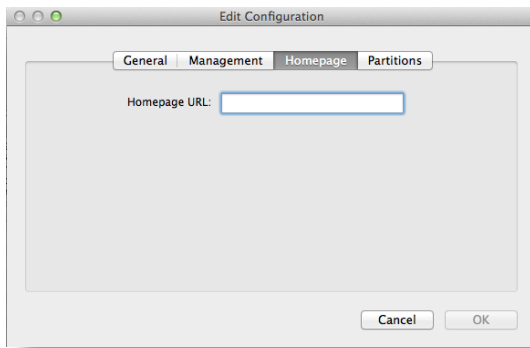 Edit Configuration
General Management Homepage Partitions
Homepage URL:
Cancel OK